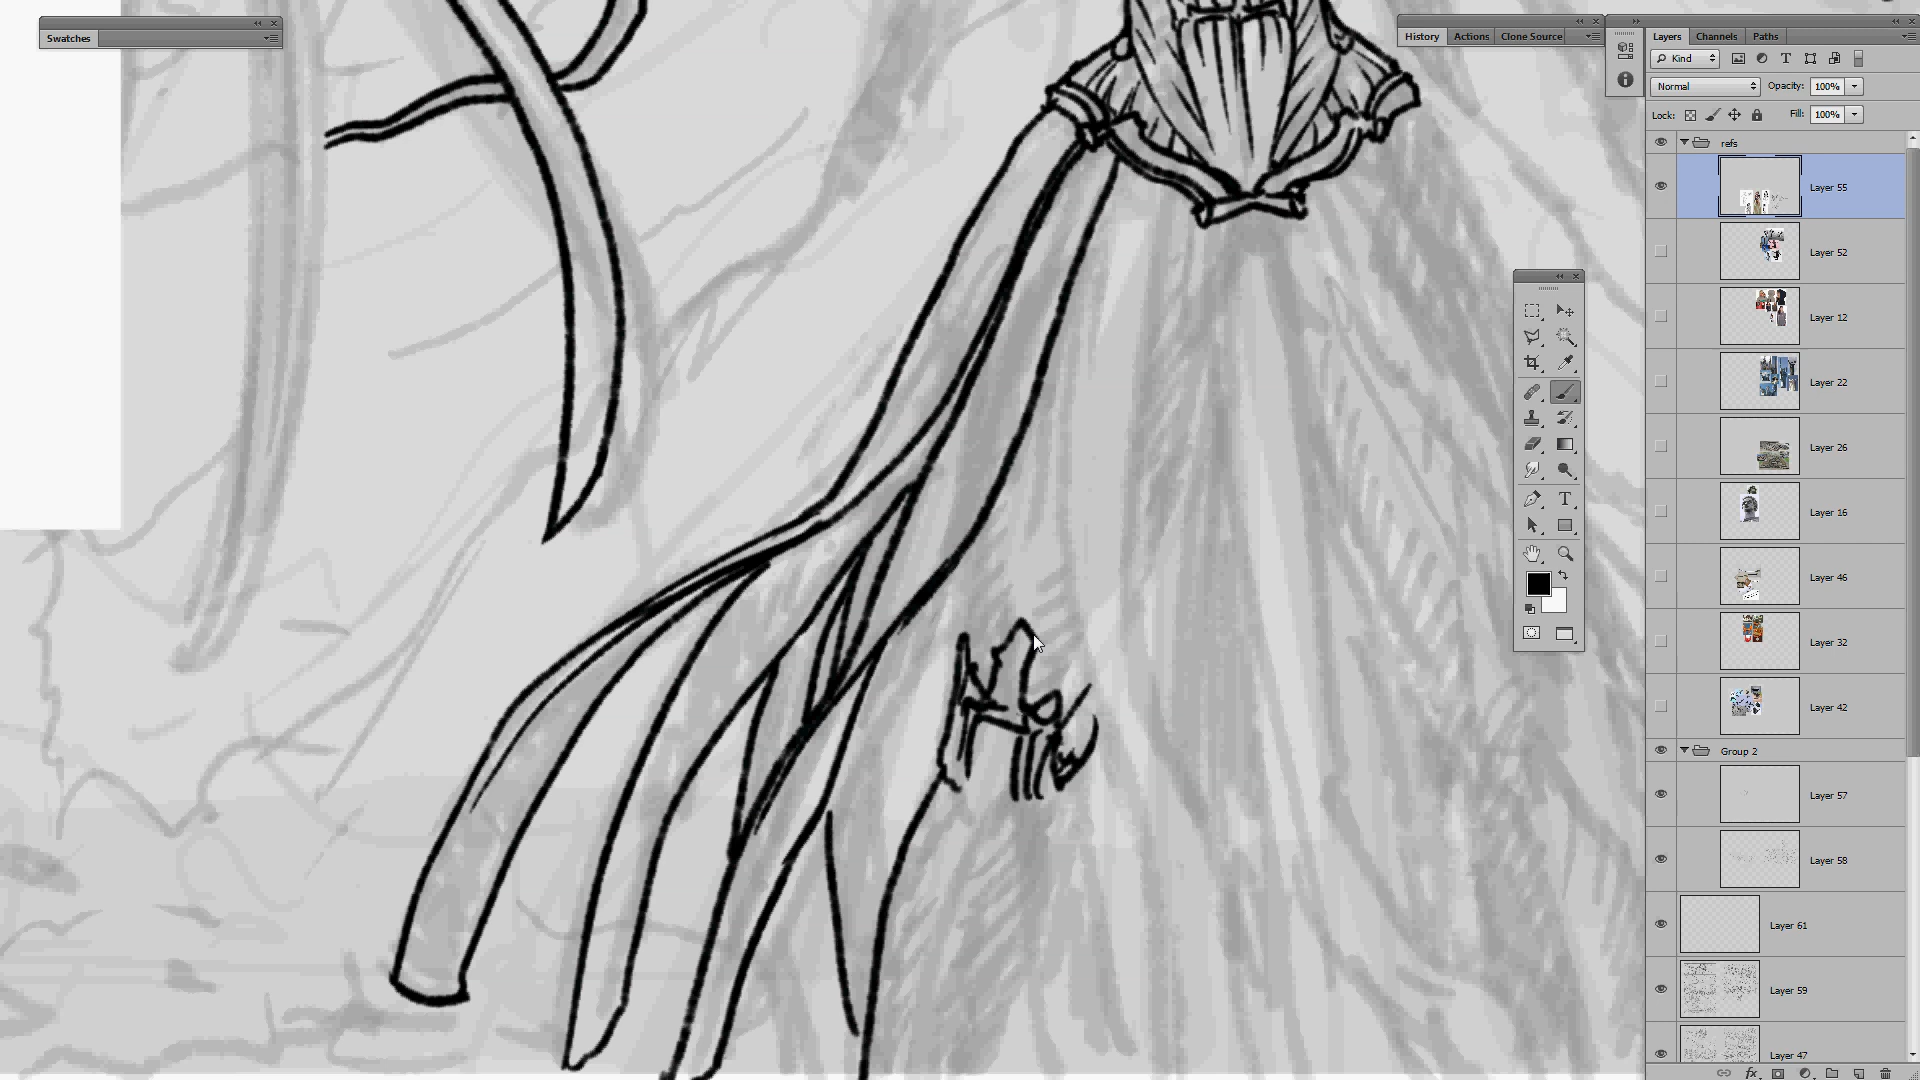 Swatches
History Actions Clone Source
Layers Channels Paths
Kind
Normal Opacity: 100%
Lock: Fill: 100%
refs
Layer 55
Layer 52
Layer 12
Layer 22
Layer 26
Layer 16
Layer 46
Layer 32
Layer 42
Group 2
Layer 57
Layer 58
Layer 61
Layer 59
Layer 47
fx